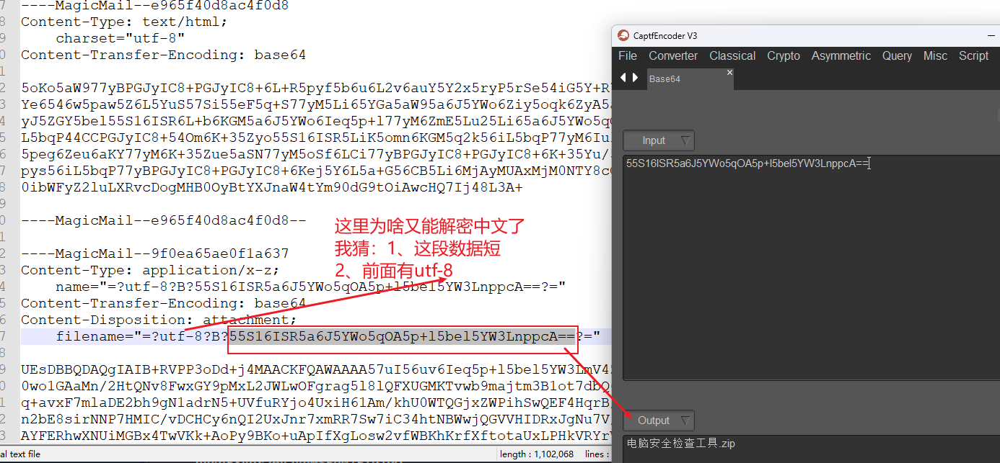 ----MagicMail--e965f40d8ac4f0d8
Content-Type: text/html;
charset="utf-8"
Content-Transfer-Encoding: base64
5oKo5aW977yBPGJyIC8+PGJyIC8+6L+R5pyf5b6u6L2v6auY5Y2x5ryP5rSe54iG5Y+R
Ye6546w5paw5Z6L5YuS57Si55eF5q+S77yM5Li65YGa5aW95a6J5YWo6Ziy5oqk6ZyA5a
yJ5ZGY5bel55S16ISR6L+b6KGM5a6J5YWo6Ieq5p+l77yM6ZmE5Lu25Li65a6J5YWo5qO
L5bqP44CCPGJyIC8+54Om6K+35Zyo55S16ISR5LiK5omn6KGM5q2k56iL5bqP77yM6Iu
5peg6Zeu6aKY77yM6K+35Zue5aSN77yM5oSf6LCi77yBPGJyIC8+PGJyIC8+6K+35Yu/
pys56iL5bqP77yBPGJyIC8+PGJyIC8+6Kej5Y6L5a+G56CB5Li6MjAyMUAxMjM0NTY8c
0ibWFyZ2luLXRvcDogMHB0OyBtYXJnaW4tYm90dG9tOiAwcHQ7Ij48L3A+
----MagicMail--e965f40d8ac4f0d8--
----MagicMail--9f0ea65ae0f1a637
Content-Type: application/x-z;
name="=?utf-8?B?55S16ISR5a6J5YWo5qOA5p+l5bel5YW3LnppcA==?="
Content-Transfer-Encoding: base64
Content-Disposition: attachment;
filename="=?utf-8?B?55S16ISR5a6J5YWo5qOA5p+l5bel5YW3LnppcA==?="
UEsDBBQDAQgIAIB+RVPP3oDd+j4MAACKFQAWAAAA57uI56uv6Ieq5p+l5bel5YW3LmV4
0wo1GAaMn/2HtQNv8FwxGY9pMxL2JWLwOFgrag5l8lQFXUGMKTvwb9majtm3B1ot7dbQ
q+avxF7mlaDE2bh9gN1adrN5+UVfuRYjo4UxiH6lAm/khU0WTQGjxZWPihSwQEF4HqrB
n2bE8sirNNP7HMIC/vDCHCy6nQI2UxJnr7xmRR7Sw7iC34htNBWwjQGVVHIDRxJgNu7V
AYFERhwXNUiMGBx4TwVKk+AoPy9BKo+uApIfXgLosw2vfWBKhKrfXftotaUxLPHkVRYr
al text file
length : 1,102,068 lines :
这里为啥又能解密中文了
我猜：1、这段数据短
2、前面有utf-8
CaptfEncoder V3
File Converter Classical Crypto Asymmetric Query Misc Script
Base64
Input
55S16ISR5a6J5YWo5qOA5p+l5bel5YW3LnppcA==
Output
电脑安全检查工具.zip